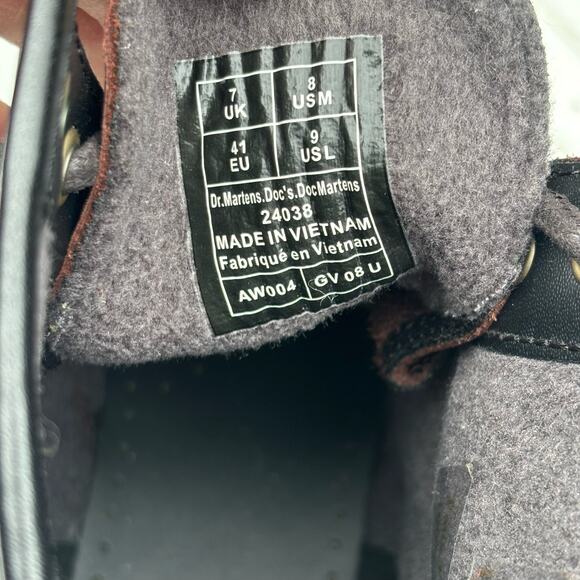 7 UK
8 USM
41 EU
9 USL
Dr.Martens.Doc's.DocMartens
24038
MADE IN VIETNAM
Fabriqué en Vietnam
AW004
GV 08 U